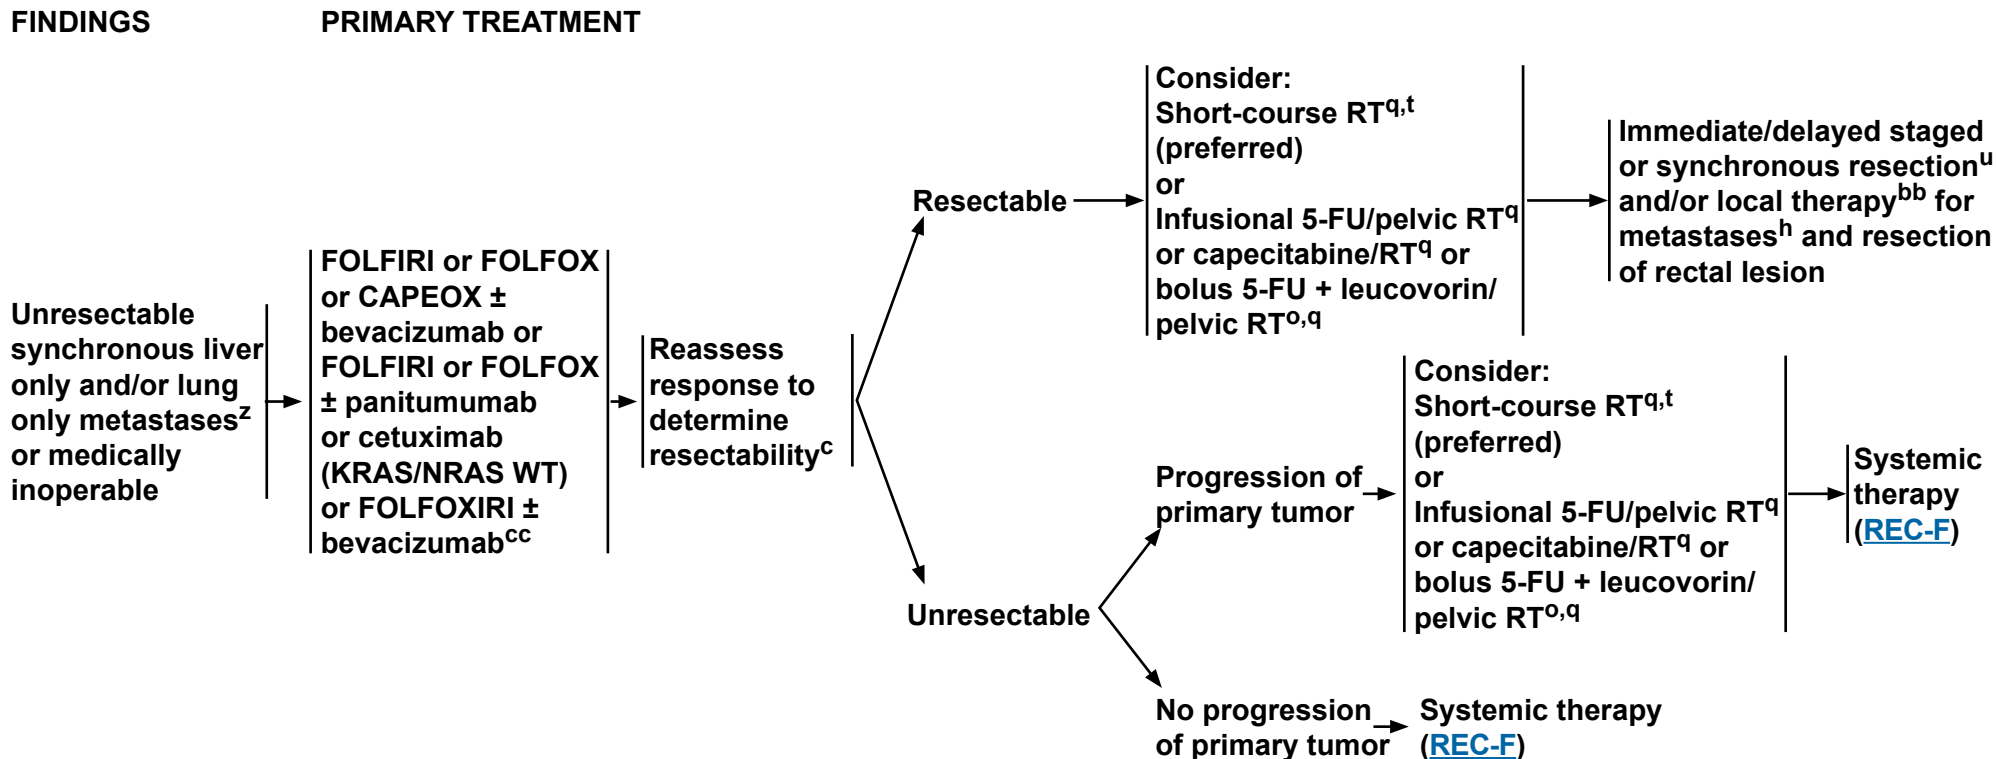 FINDINGS
PRIMARY TREATMENT
Unresectable
synchronous liver
only and/or lung
only metastasesᶻ
or medically
inoperable
FOLFIRI or FOLFOX
or CAPEOX ±
bevacizumab or
FOLFIRI or FOLFOX
± panitumumab
or cetuximab
(KRAS/NRAS WT)
or FOLFOXIRI ±
bevacizumabᶜᶜ
Reassess
response to
determine
resectabilityᶜ
Resectable
Consider:
Short-course RTq,t
(preferred)
or
Infusional 5-FU/pelvic RTq
or capecitabine/RTq or
bolus 5-FU + leucovorin/
pelvic RTo,q
Immediate/delayed staged
or synchronous resectionᵘ
and/or local therapyᵇᵇ for
metastasesʰ and resection
of rectal lesion
Unresectable
Progression of
primary tumor
Consider:
Short-course RTq,t
(preferred)
or
Infusional 5-FU/pelvic RTq
or capecitabine/RTq or
bolus 5-FU + leucovorin/
pelvic RTo,q
Systemic
therapy
(REC-F)
No progression
of primary tumor
Systemic therapy
(REC-F)